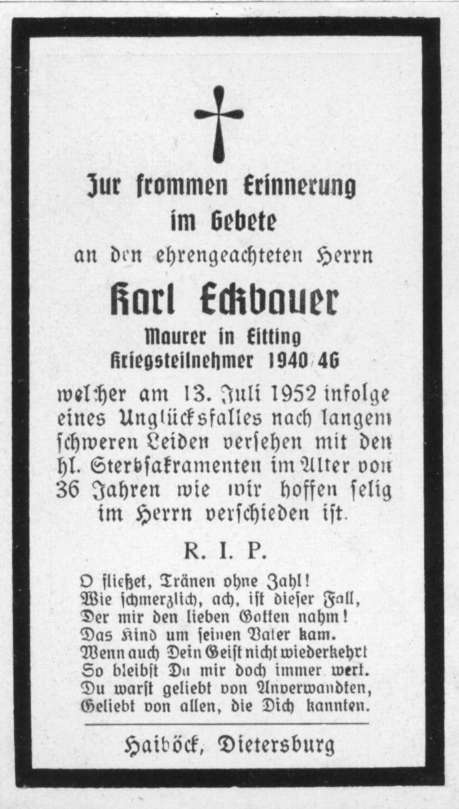 Zur frommen Erinnerung
im Gebete
an den ehrengeachteten Herrn
Karl Eckbauer
Maurer in Eitting
Kriegsteilnehmer 1940/46
welcher am 13. Juli 1952 infolge
eines Unglücksfalles nach langem
schweren Leiden versehen mit den
hl. Sterbsakramenten im Alter von
36 Jahren wie wir hoffen selig
im Herrn verschieden ist.
R. I. P.
O fließet, Tränen ohne Zahl!
Wie schmerzlich, ach, ist dieser Fall,
Der mir den lieben Gotten nahm!
Das Kind um seinen Vater kam.
Wenn auch Dein Geist nicht wiederkehrt
So bleibst Du mir doch immer wert.
Du warst geliebt von Anverwandten,
Geliebt von allen, die Dich kannten.
Haiböck, Dietersburg